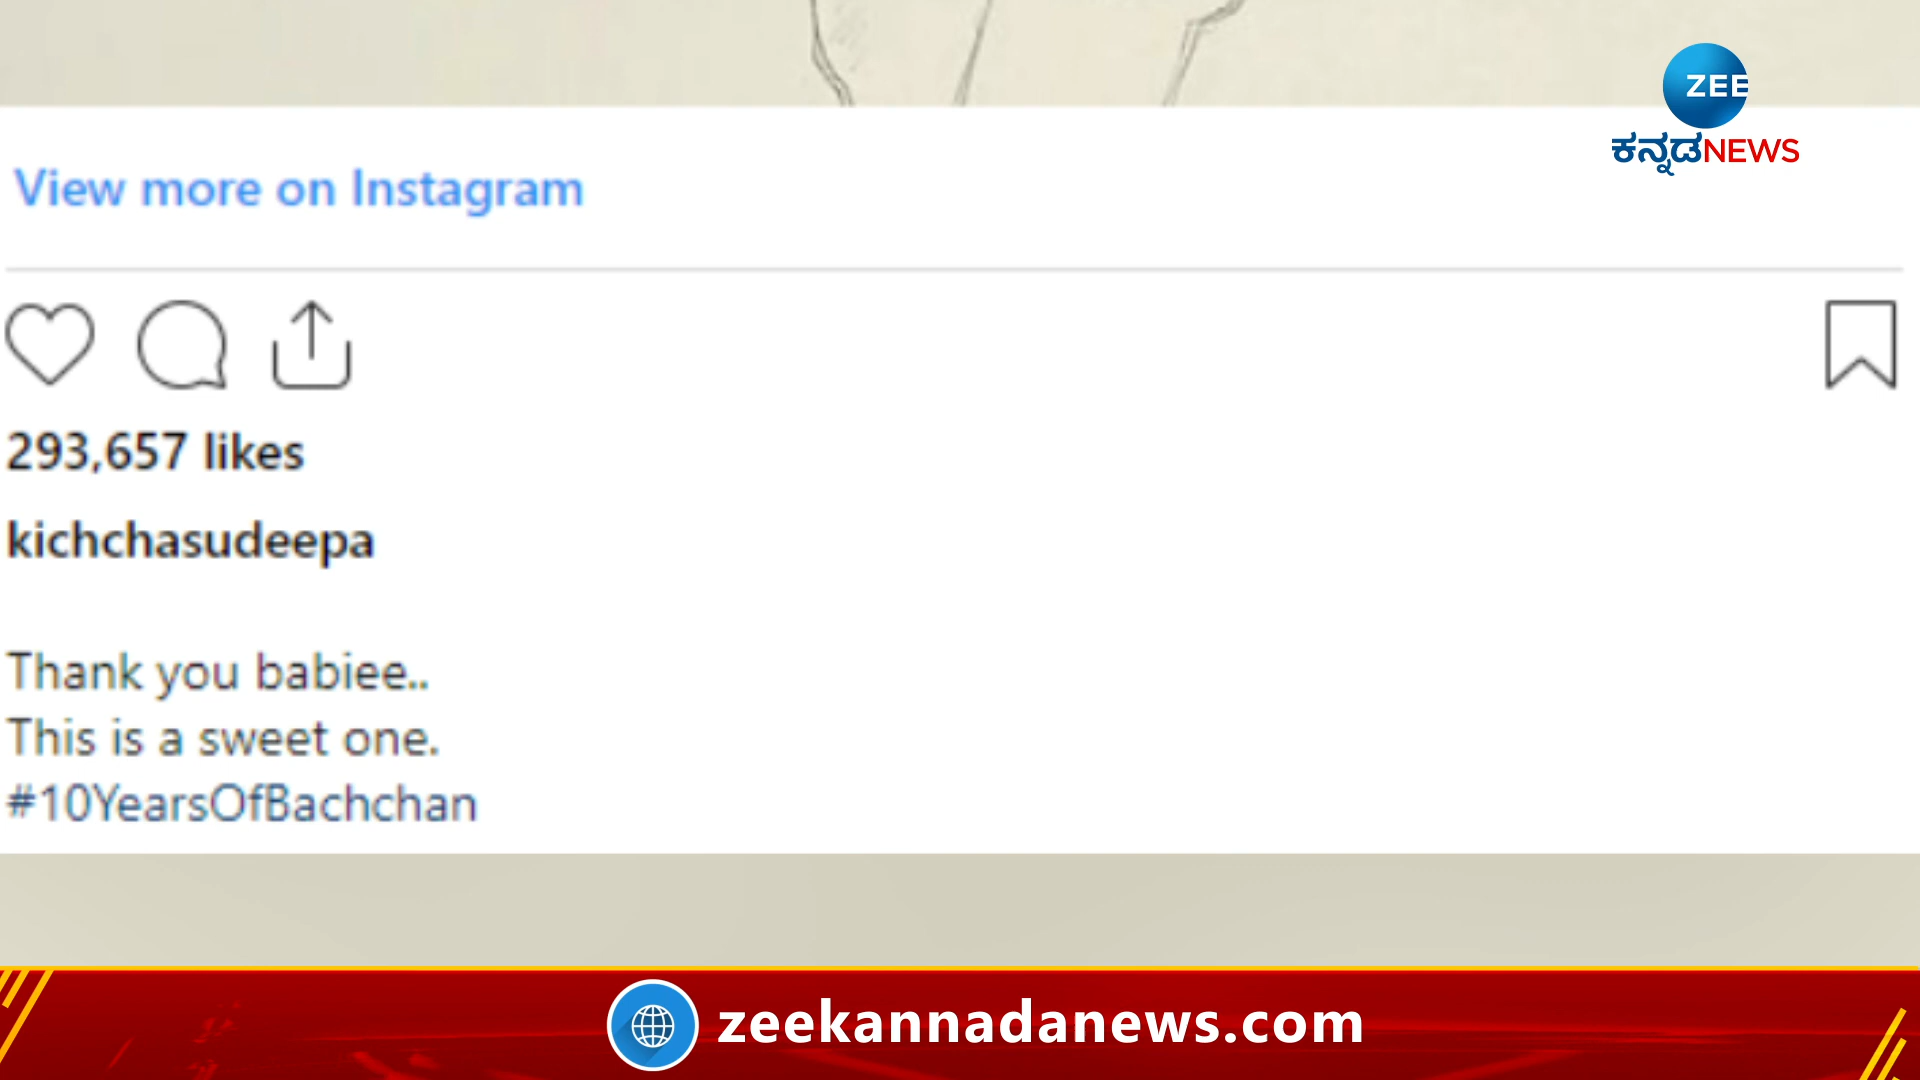 ZEE
ಕನ್ನಡNEWS
View more on Instagram
293,657 likes
kichchasudeepa
Thank you babiee..
This is a sweet one.
#10YearsOfBachchan
zeekannadanews.com